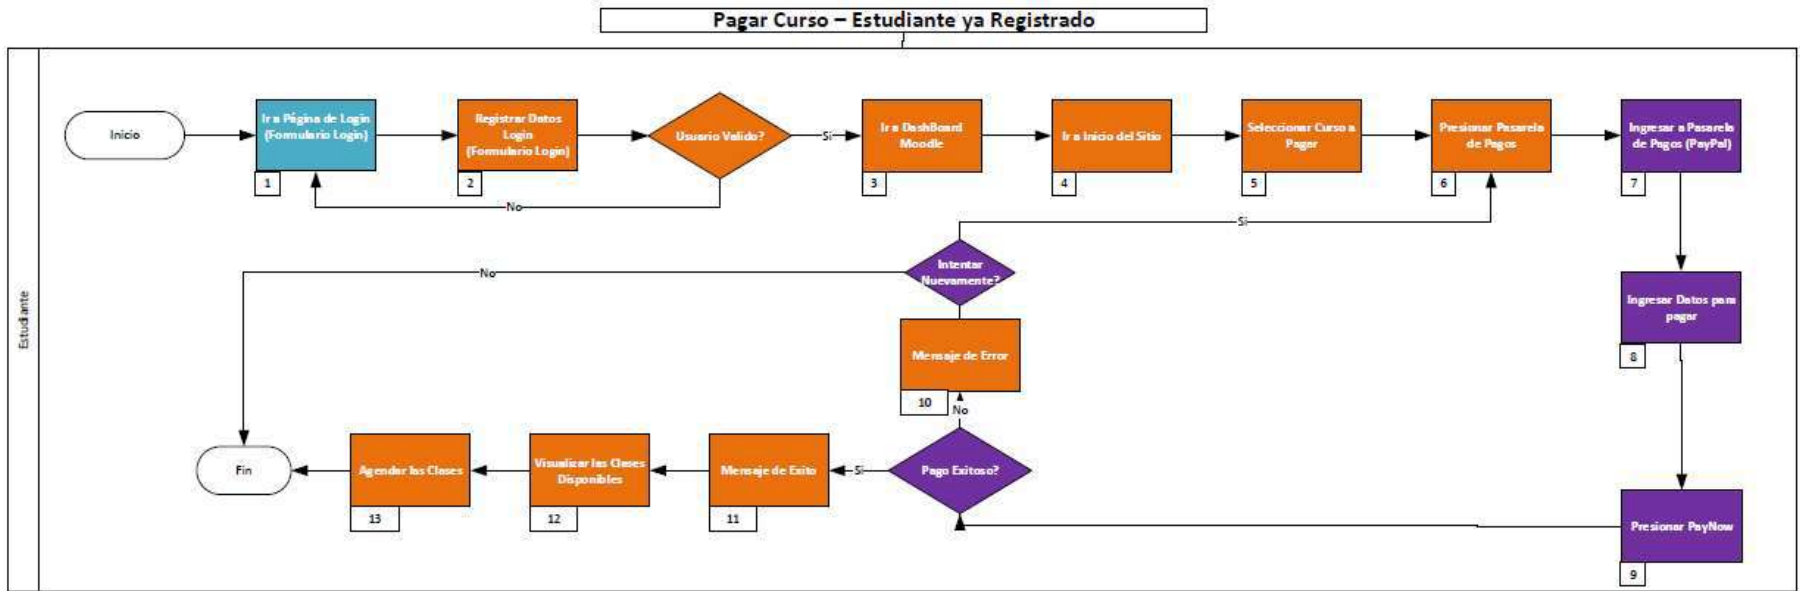 Pagar Curso – Estudiante ya Registrado
Estudiante
Inicio
Ir a Página de Login
(Formulario Login)
1
Registrar Datos
Login
(Formulario Login)
2
Usuario Valido?
Si
No
Ir a DashBoard
Moodle
3
Ir a Inicio del Sitio
4
Seleccionar Curso a
Pagar
5
Presionar Pasarela
de Pagos
6
Ingresar a Pasarela
de Pagos (PayPal)
7
Ingresar Datos para
pagar
8
Presionar PayNow
9
Pago Exitoso?
No
Mensaje de Error
10
Intentar
Nuevamente?
Si
No
Si
Mensaje de Exito
11
Visualizar las Clases
Disponibles
12
Agendar las Clases
13
Fin